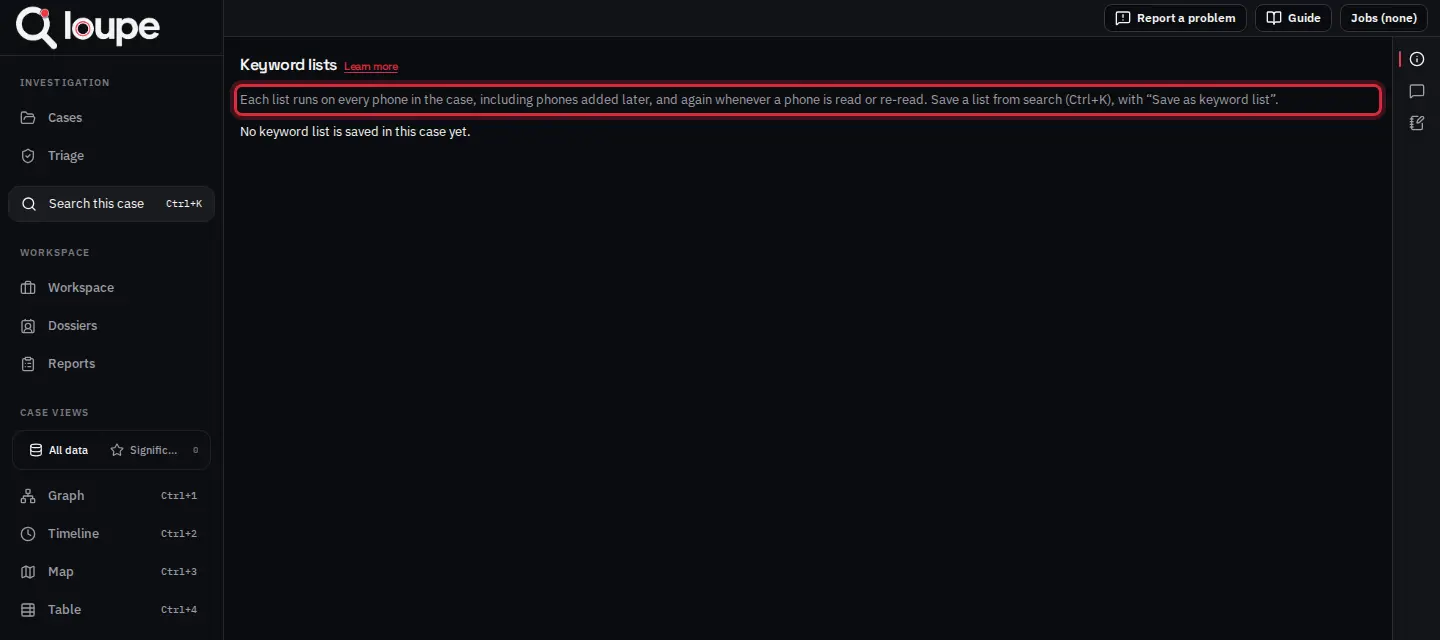 loupe
Report a problem
Guide
Jobs (none)
INVESTIGATION
Cases
Triage
Search this case Ctrl+K
WORKSPACE
Workspace
Dossiers
Reports
CASE VIEWS
All data Signific... 0
Graph Ctrl+1
Timeline Ctrl+2
Map Ctrl+3
Table Ctrl+4
Keyword lists Learn more
Each list runs on every phone in the case, including phones added later, and again whenever a phone is read or re-read. Save a list from search (Ctrl+K), with “Save as keyword list”.
No keyword list is saved in this case yet.